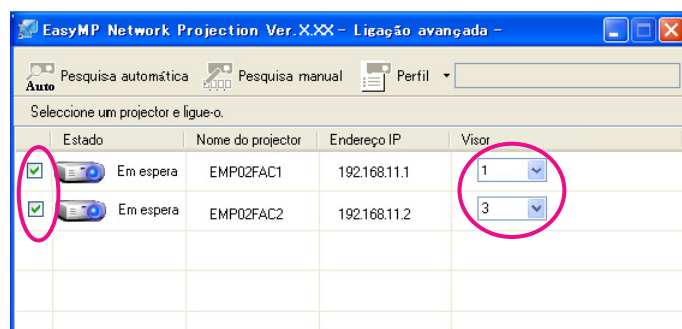 EasyMP Network Projection Ver.X.XX - Ligação avançada -
Auto Pesquisa automática Pesquisa manual Perfil
Seleccione um projector e ligue-o.
Estado Nome do projector Endereço IP Visor
Em espera EMP02FAC1 192.168.11.1 1
Em espera EMP02FAC2 192.168.11.2 3